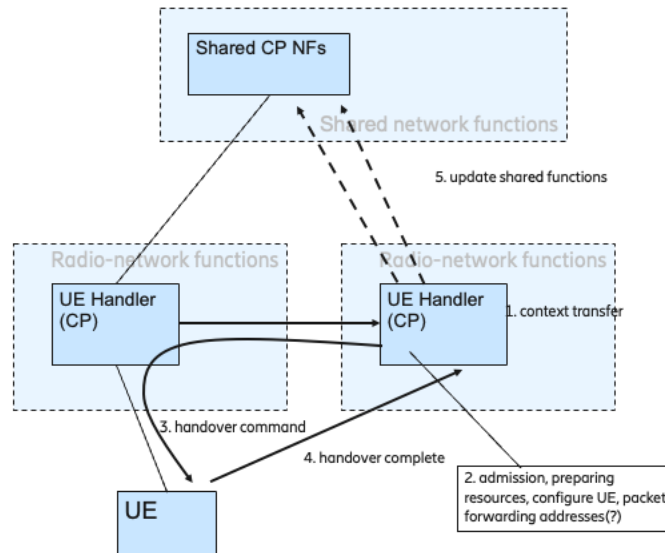 Shared CP NFs
Shared network functions
5. update shared functions
Radio-network functions
Radio-network functions
UE Handler
(CP)
UE Handler
(CP)
1. context transfer
3. handover command
4. handover complete
2. admission, preparing
resources, configure UE, packet
forwarding addresses(?)
UE